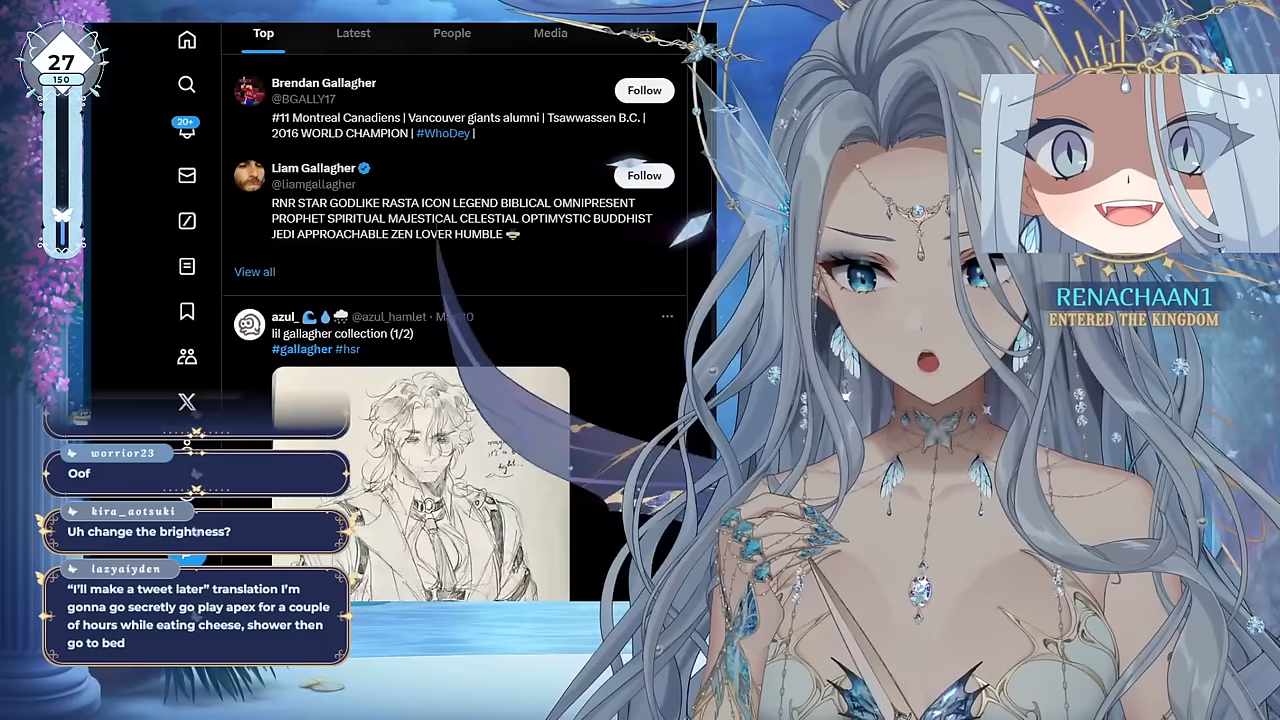 27
150
Top
Latest
People
Media
Lists
20+
Brendan Gallagher
@BGALLY17
Follow
#11 Montreal Canadiens | Vancouver giants alumni | Tsawwassen B.C. |
2016 WORLD CHAMPION | #WhoDey |
Liam Gallagher
@liamgallagher
Follow
RNR STAR GODLIKE RASTA ICON LEGEND BIBLICAL OMNIPRESENT
PROPHET SPIRITUAL MAJESTICAL CELESTIAL OPTIMYSTIC BUDDHIST
JEDI APPROACHABLE ZEN LOVER HUMBLE
View all
azul_ @azul_hamlet ·
lil gallagher collection (1/2)
#gallagher #hsr
RENACHAAN1
ENTERED THE KINGDOM
worrior23
Oof
kira_aotsuki
Uh change the brightness?
lazyaiyden
“I’ll make a tweet later” translation I’m
gonna go secretly go play apex for a couple
of hours while eating cheese, shower then
go to bed